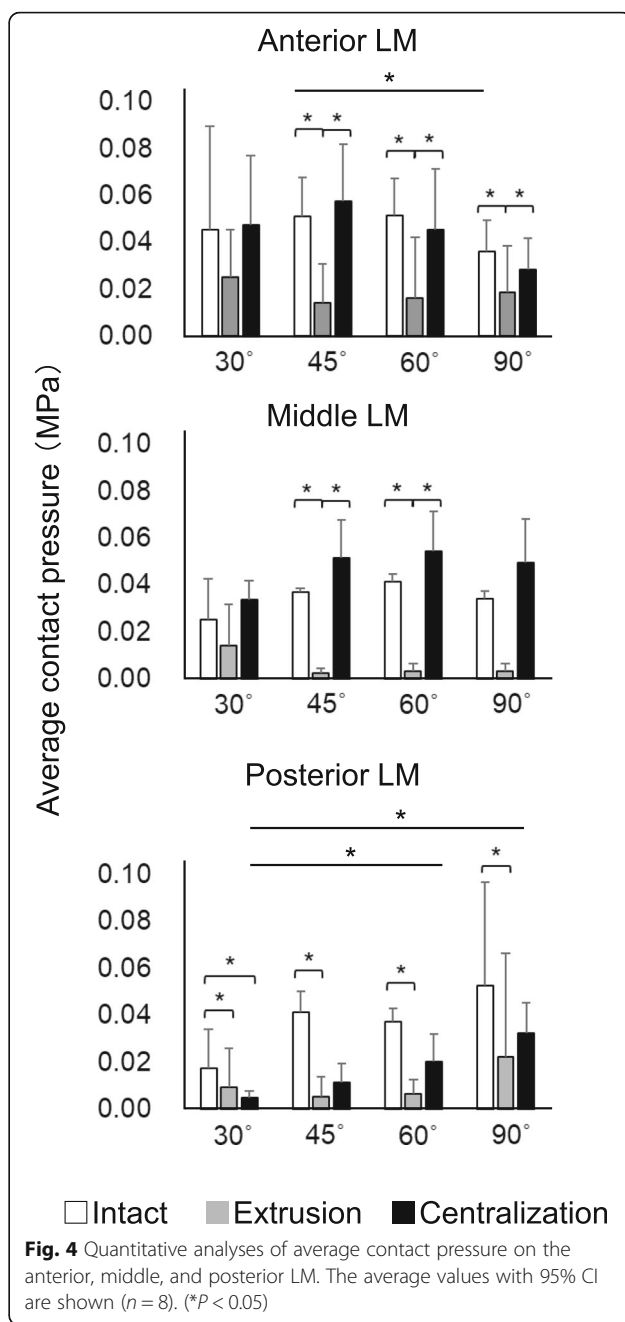 Anterior LM
*
0.10
* * * * * *
0.08
0.06
0.04
0.02
0.00
30° 45° 60° 90°
Average contact pressure (MPa)
Middle LM
0.10
* * * *
0.08
0.06
0.04
0.02
0.00
30° 45° 60° 90°
Posterior LM
*
*
0.10
*
0.08
0.06
* * * *
0.04
0.02
0.00
30° 45° 60° 90°
Intact Extrusion Centralization
Fig. 4 Quantitative analyses of average contact pressure on the
anterior, middle, and posterior LM. The average values with 95% CI
are shown (n = 8). (*P < 0.05)